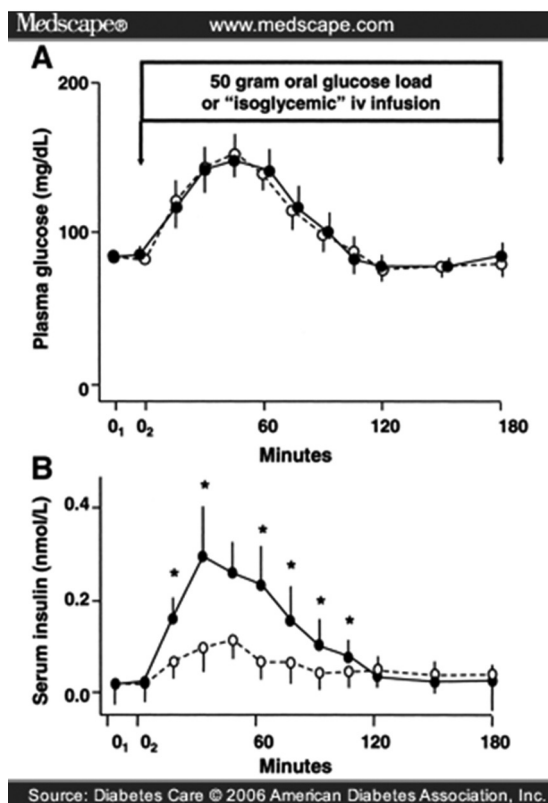 Medscape® www.medscape.com
A
50 gram oral glucose load
or “isoglycemic” iv infusion
Plasma glucose (mg/dL)
200
100
0
0₁ 0₂ 60 120 180
Minutes
B
Serum insulin (nmol/L)
0.4
0.2
0.0
0₁ 0₂ 60 120 180
Minutes
Source: Diabetes Care © 2006 American Diabetes Association, Inc.